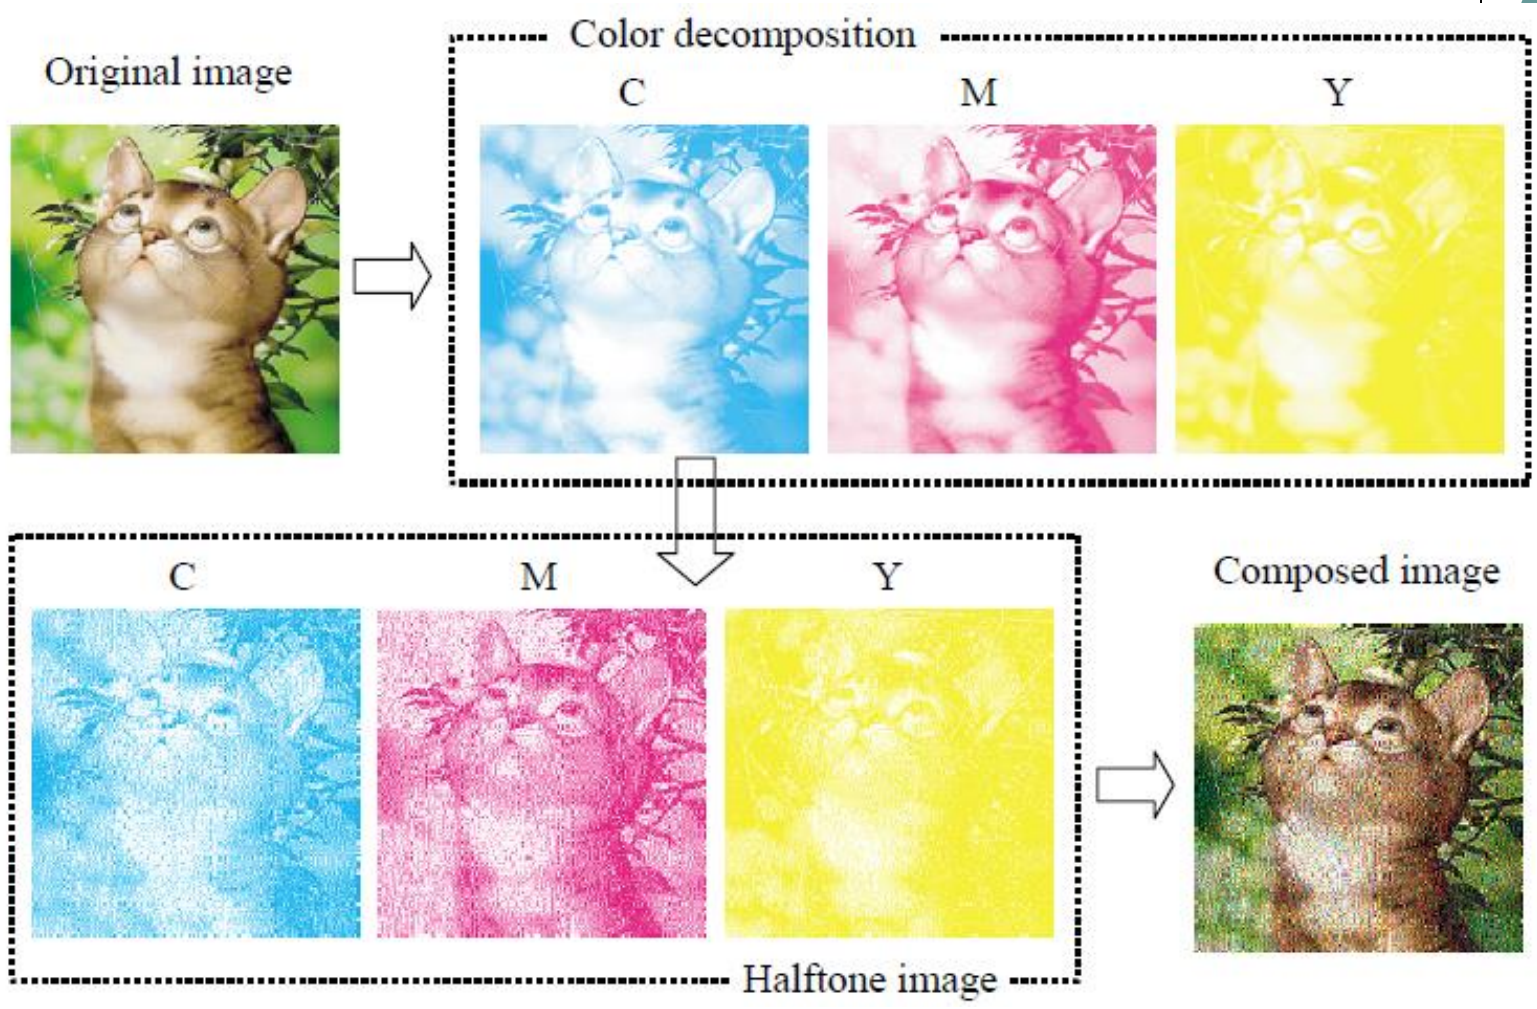 Color decomposition
Original image
C
M
Y
C
M
Y
Composed image
Halftone image